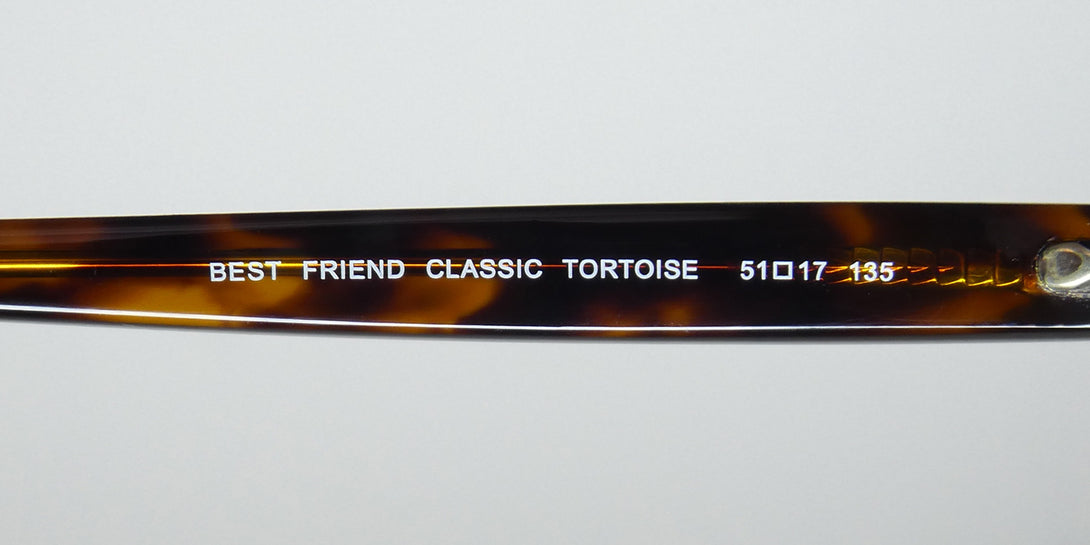 BEST FRIEND CLASSIC TORTOISE 51□17 135